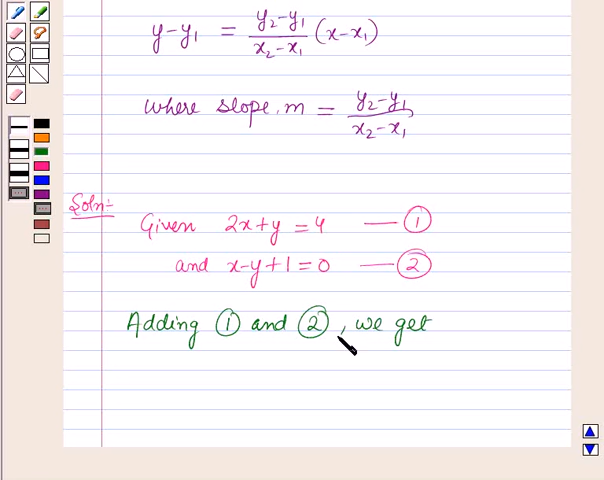 y-y₁ = y₂-y₁/x₂-x₁ (x-x₁)
where slope, m = y₂-y₁/x₂-x₁
Soln:-
Given 2x+y = 4 — ①
and x-y+1=0 — ②
Adding ① and ②, we get